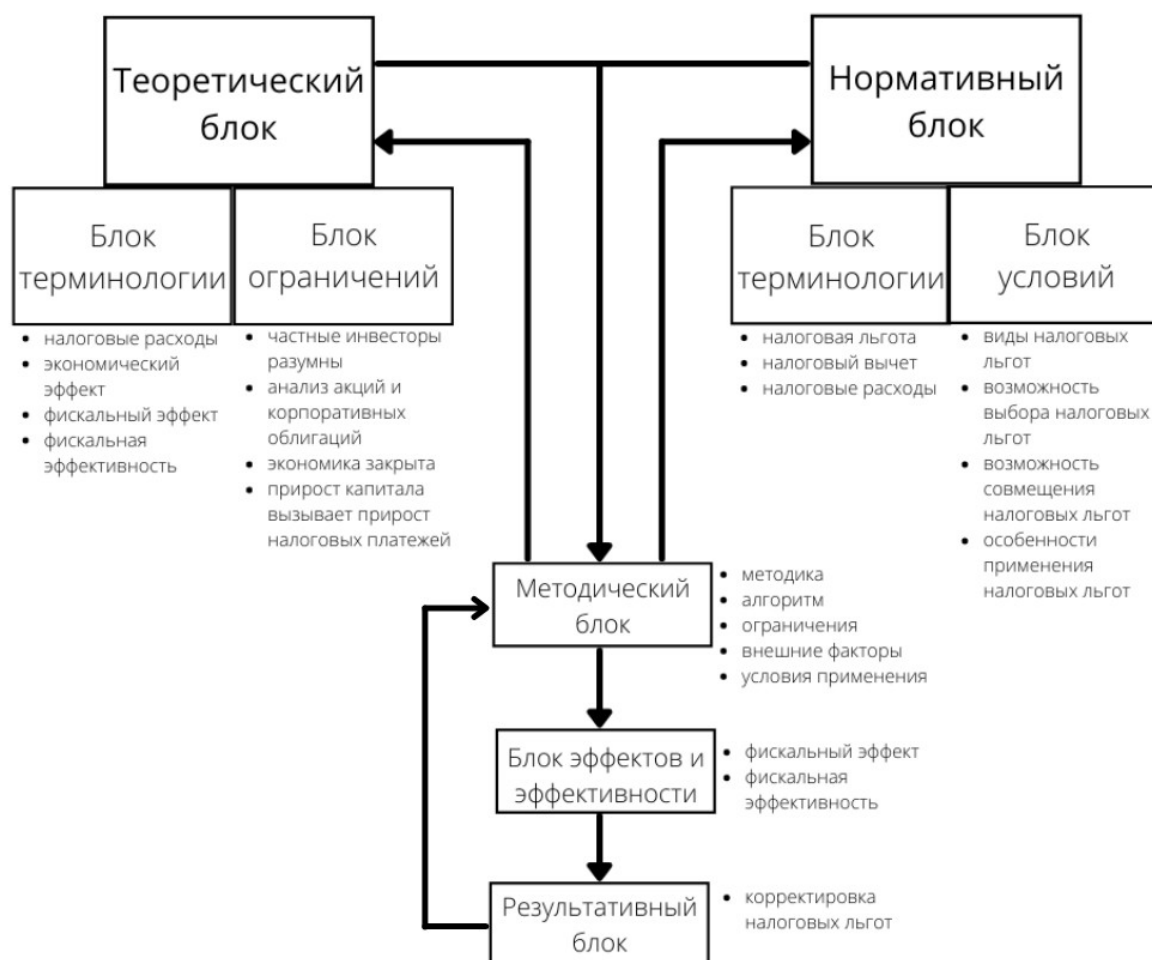 Теоретический
блок
Нормативный
блок
Блок
терминологии
Блок
ограничений
Блок
терминологии
Блок
условий
• налоговые расходы
• экономический
эффект
• фискальный эффект
• фискальная
эффективность
• частные инвесторы
разумны
• анализ акций и
корпоративных
облигаций
• экономика закрыта
• прирост капитала
вызывает прирост
налоговых платежей
• налоговая льгота
• налоговый вычет
• налоговые расходы
• виды налоговых
льгот
• возможность
выбора налоговых
льгот
• возможность
совмещения
налоговых льгот
• особенности
применения
налоговых льгот
Методический
блок
• методика
• алгоритм
• ограничения
• внешние факторы
• условия применения
Блок эффектов и
эффективности
• фискальный эффект
• фискальная
эффективность
Результативный
блок
• корректировка
налоговых льгот